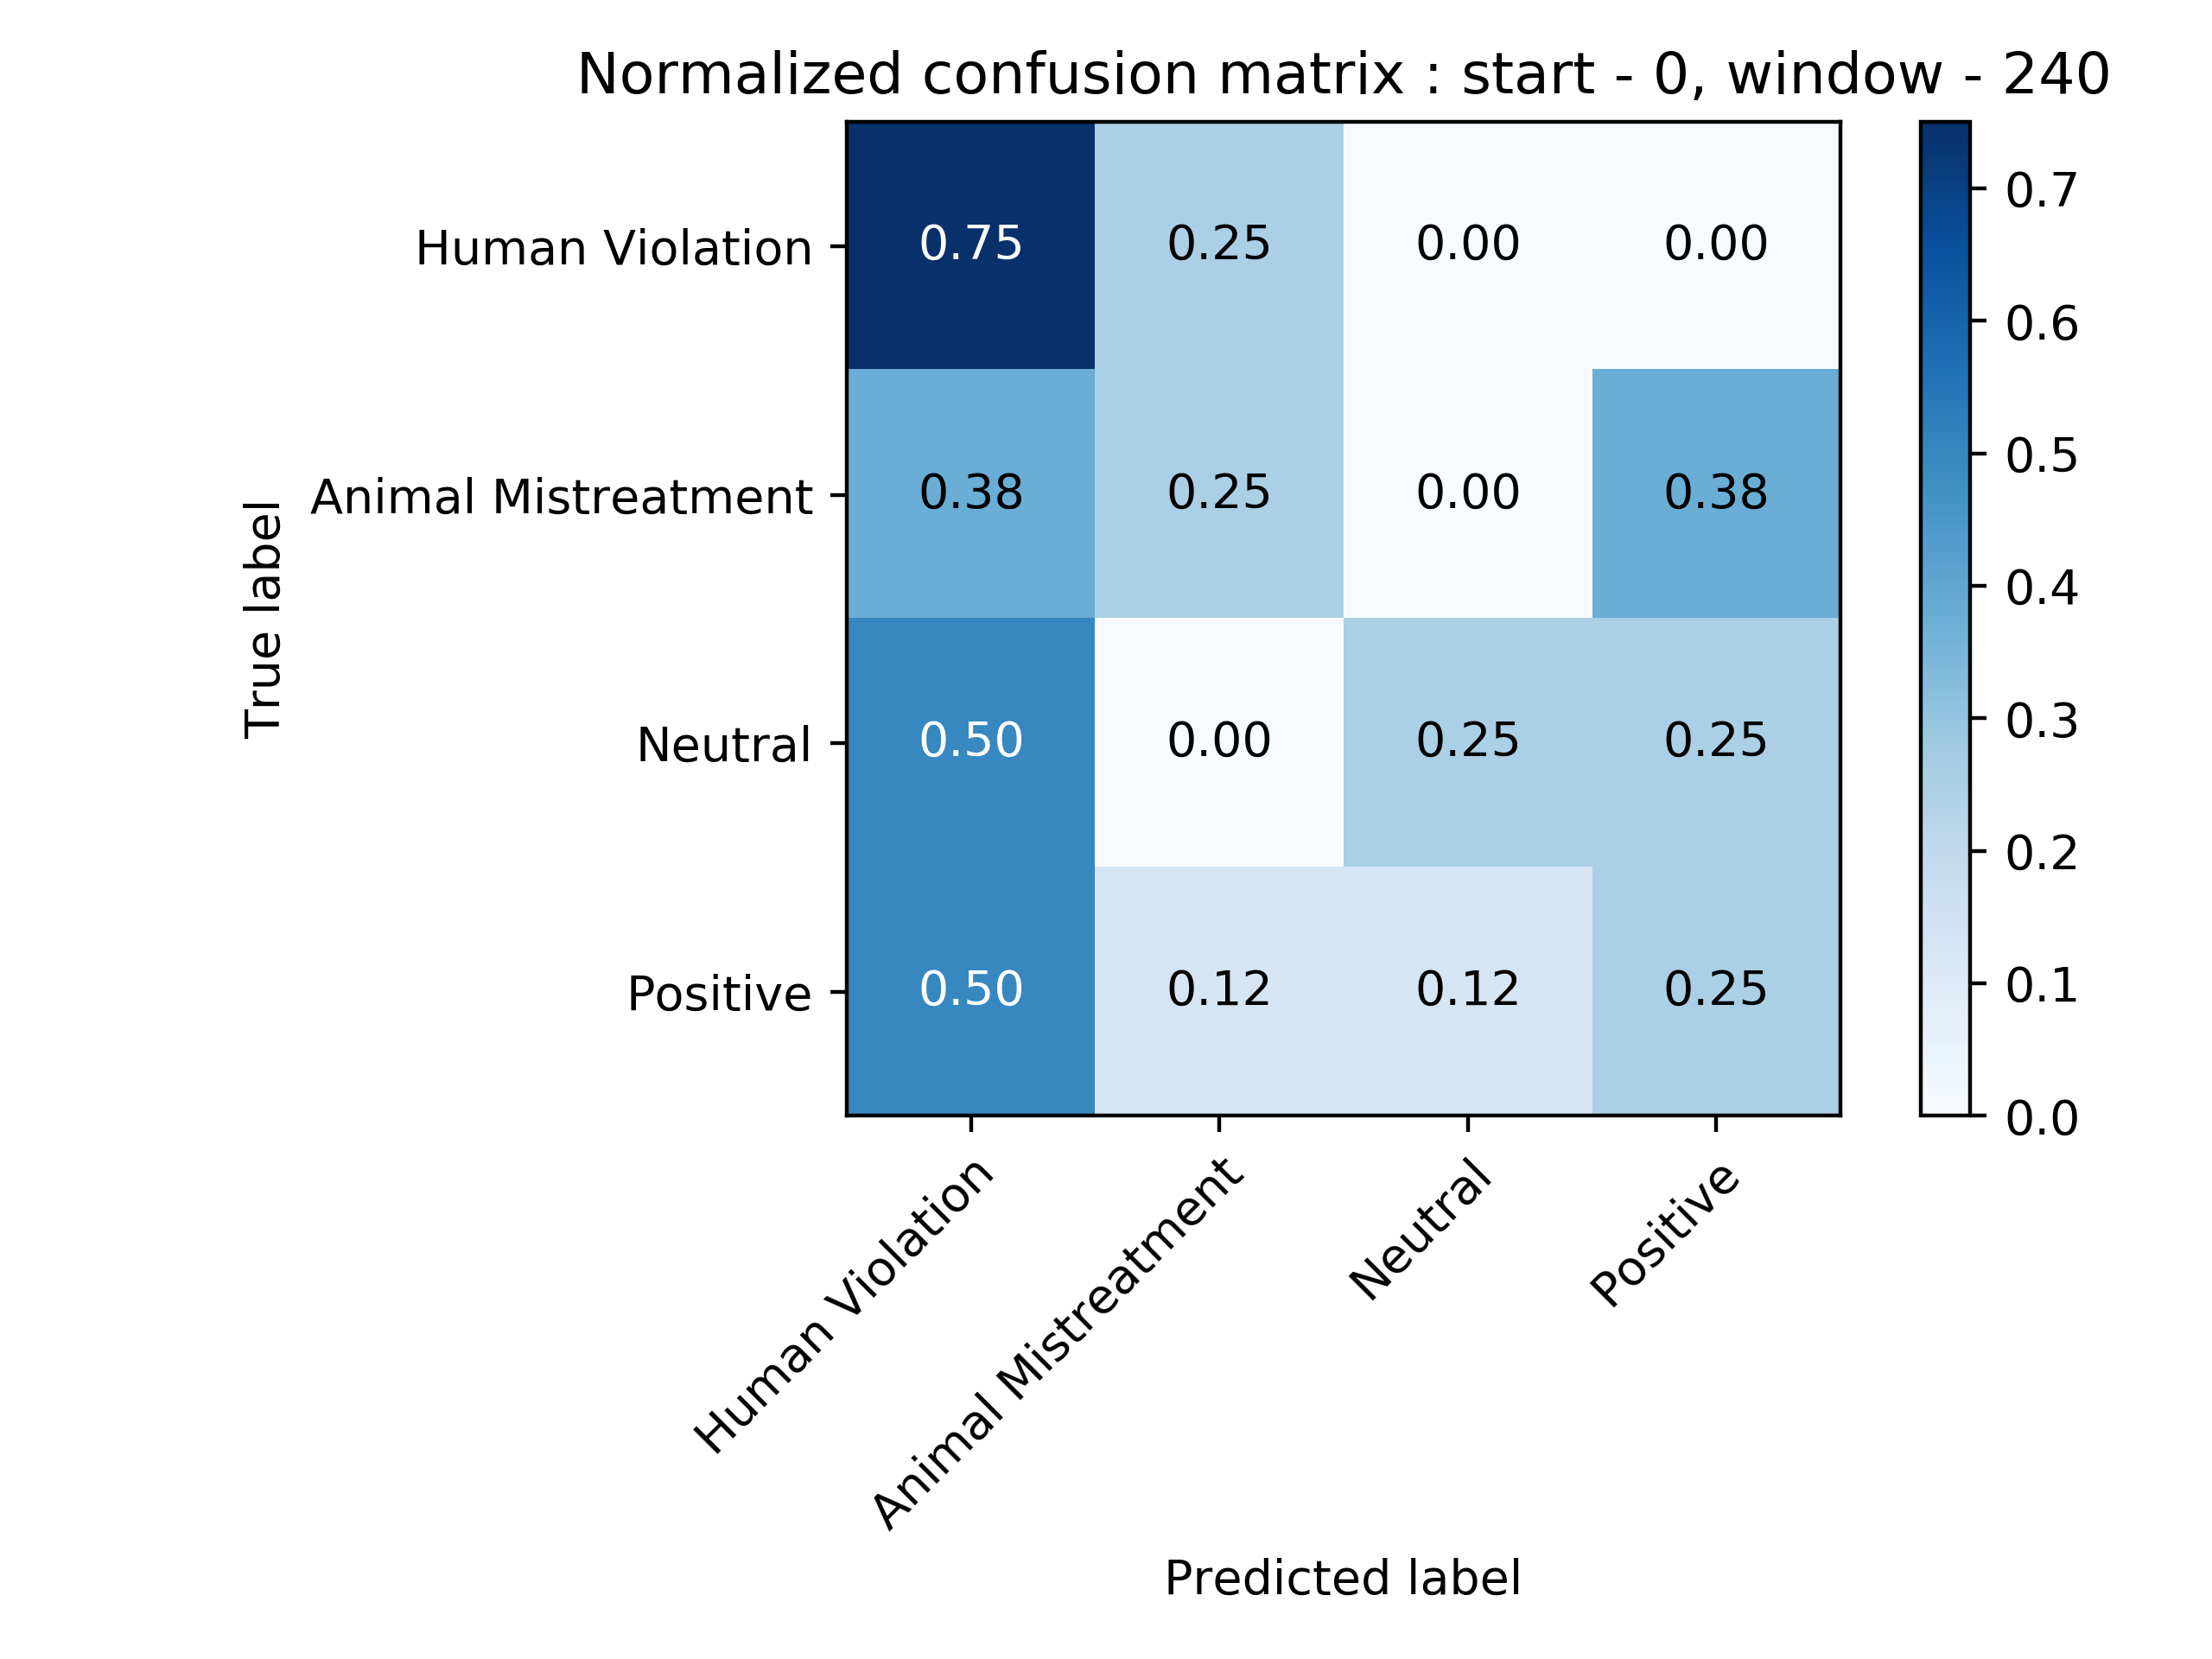 Normalized confusion matrix : start - 0, window - 240
True label
Human Violation
0.75 0.25 0.00 0.00
Animal Mistreatment
0.38 0.25 0.00 0.38
Neutral
0.50 0.00 0.25 0.25
Positive
0.50 0.12 0.12 0.25
Human Violation
Animal Mistreatment
Neutral
Positive
Predicted label
0.7
0.6
0.5
0.4
0.3
0.2
0.1
0.0